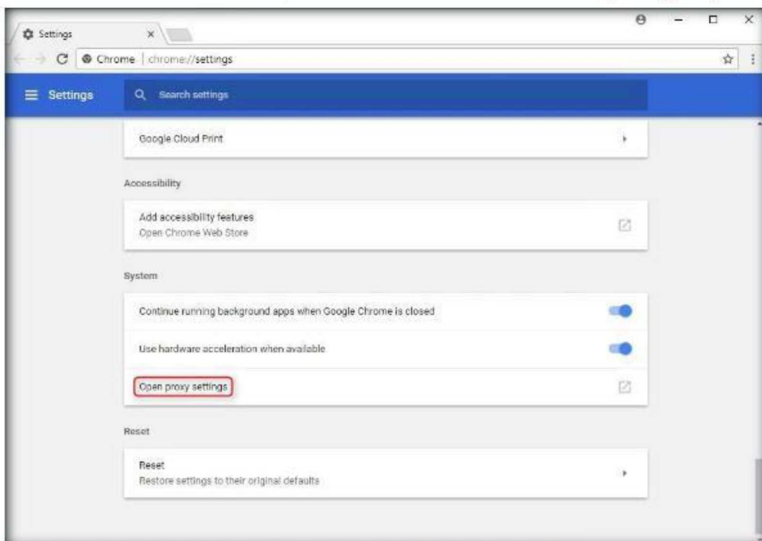 Settings
Chrome | chrome://settings
Settings
Search settings
Google Cloud Print
Accessibility
Add accessibility features
Open Chrome Web Store
System
Continue running background apps when Google Chrome is closed
Use hardware acceleration when available
Open proxy settings
Reset
Reset
Restore settings to their original defaults